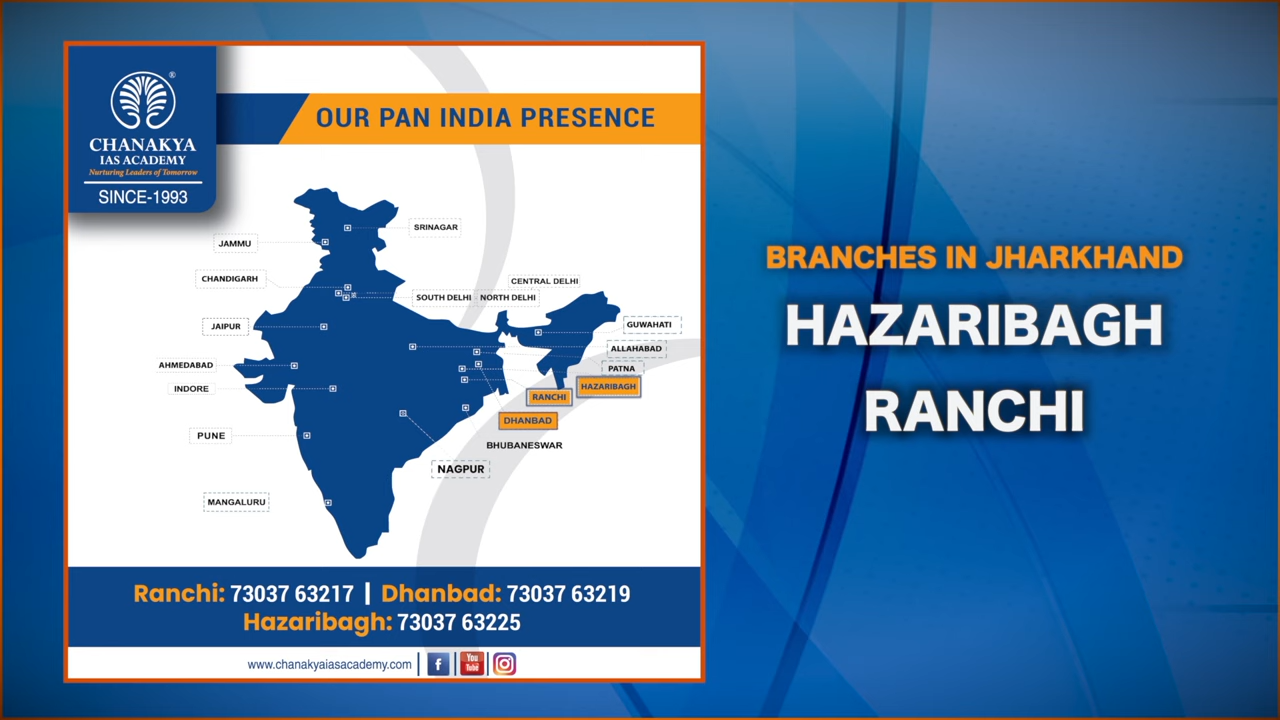 CHANAKYA
IAS ACADEMY
Nurturing Leaders of Tomorrow
SINCE-1993
OUR PAN INDIA PRESENCE
SRINAGAR
JAMMU
CHANDIGARH
CENTRAL DELHI
SOUTH DELHI
NORTH DELHI
JAIPUR
GUWAHATI
ALLAHABAD
AHMEDABAD
PATNA
INDORE
HAZARIBAGH
RANCHI
DHANBAD
PUNE
BHUBANESWAR
NAGPUR
MANGALURU
Ranchi: 73037 63217 | Dhanbad: 73037 63219
Hazaribagh: 73037 63225
www.chanakyaiasacademy.com | f | You Tube |
BRANCHES IN JHARKHAND
HAZARIBAGH
RANCHI